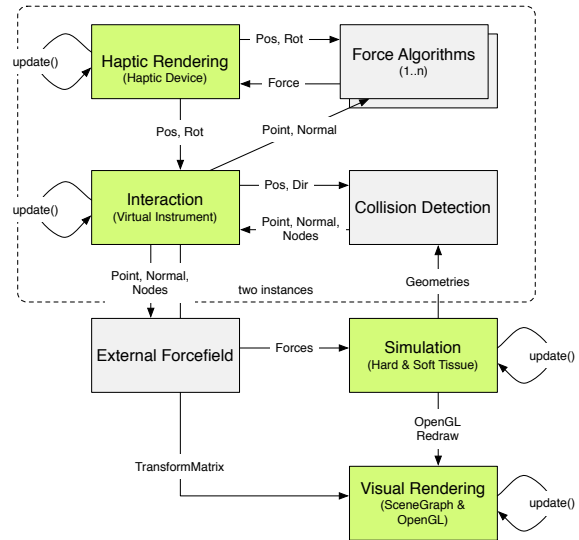 Haptic Rendering
(Haptic Device)
update()
Pos, Rot
Force
Force Algorithms
(1..n)
Pos, Rot
Point, Normal
Interaction
(Virtual Instrument)
update()
Pos, Dir
Point, Normal,
Nodes
Collision Detection
Point, Normal,
Nodes
two instances
Geometries
External Forcefield
Forces
Simulation
(Hard & Soft Tissue)
update()
OpenGL
Redraw
TransformMatrix
Visual Rendering
(SceneGraph &
OpenGL)
update()